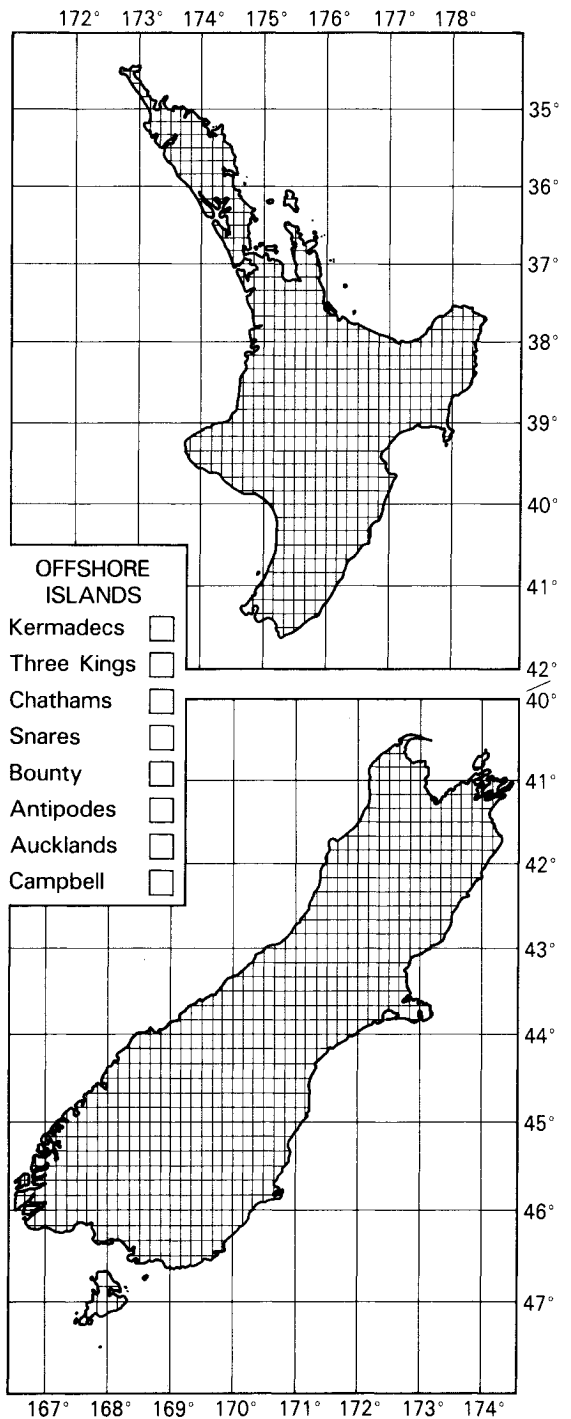 172° 173° 174° 175° 176° 177° 178°
35°
36°
37°
38°
39°
40°
41°
42°
OFFSHORE
ISLANDS
Kermadecs
Three Kings
Chathams
Snares
Bounty
Antipodes
Aucklands
Campbell
40°
41°
42°
43°
44°
45°
46°
47°
167° 168° 169° 170° 171° 172° 173° 174°